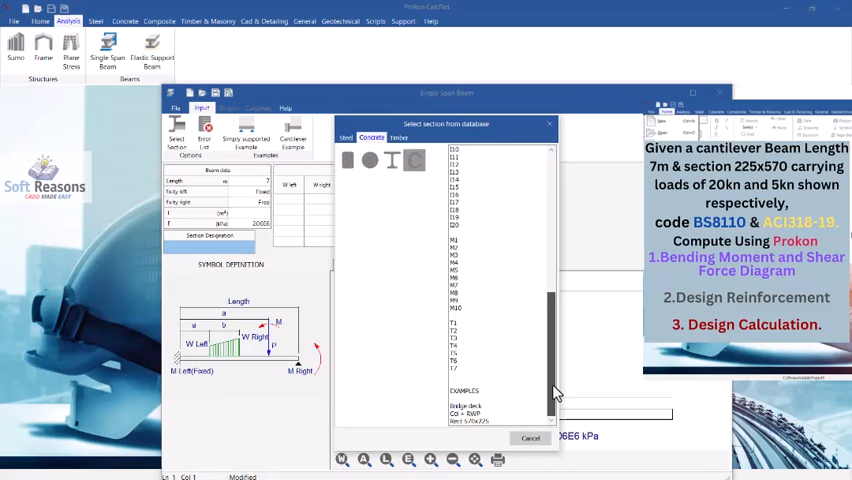 Prokon CalcPad
File Home Analysis Steel Concrete Composite Timber & Masonry Cad & Detailing General Geotechnical Scripts Support Help
Sumo Frame Plane Stress Single Span Beam Elastic Support Beam
Structures Beams
Single Span Beam
File Input Help
Select Section Error List Simply supported Example Cantilever Example
Options Examples
Beam data
Length m 7
Fixity left Fixed
Fixity right Free
I (m⁴)
E (kPa) 206E6
Section Designation
W left W right
SYMBOL DEFINITION
Length
a
a b M
W Left W Right
P
M Left(Fixed) M Right
Select section from database
Steel Concrete Timber
I10
I11
I12
I13
I14
I15
I16
I17
I18
I19
I20
M1
M2
M3
M4
M5
M6
M7
M8
M9
M10
T1
T2
T3
T4
T5
T6
T7
EXAMPLES
Bridge deck
Col + RWP
Rect 570x225
Cancel
06E6 kPa
W A L E
Ln 1 Col 1 Modified
Soft Reasons
CADD MADE EASY.
Given a cantilever Beam Length
7m & section 225x570 carrying
loads of 20kn and 5kn shown
respectively,
code BS8110 & ACI318-19.
Compute Using Prokon
1.Bending Moment and Shear
Force Diagram
2.Design Reinforcement
3. Design Calculation.